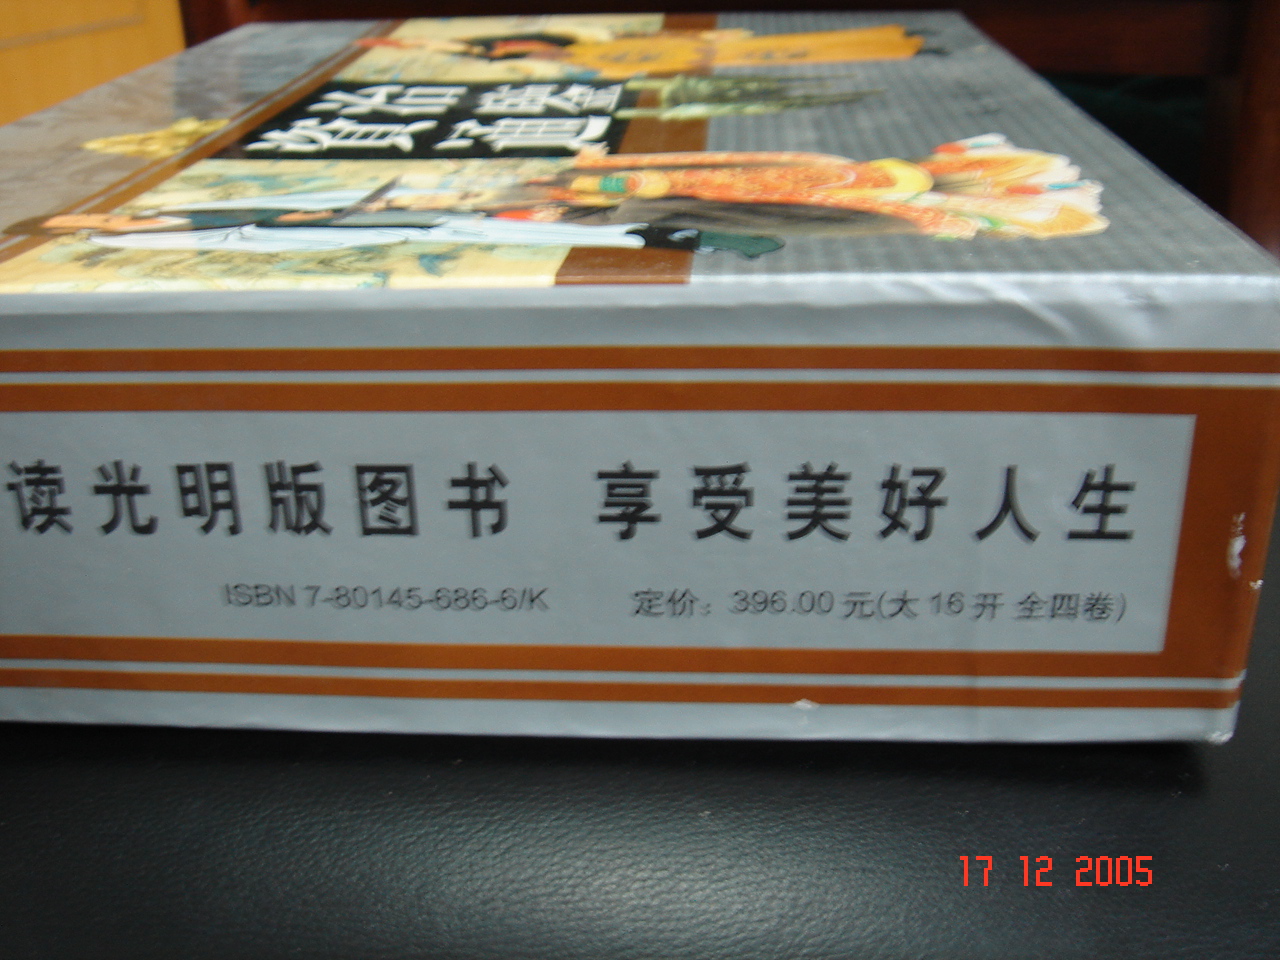 资治
通鉴
读光明版图书 享受美好人生
ISBN 7-80145-686-6/K 定价：396.00元(大16开 全四卷)
17 12 2005